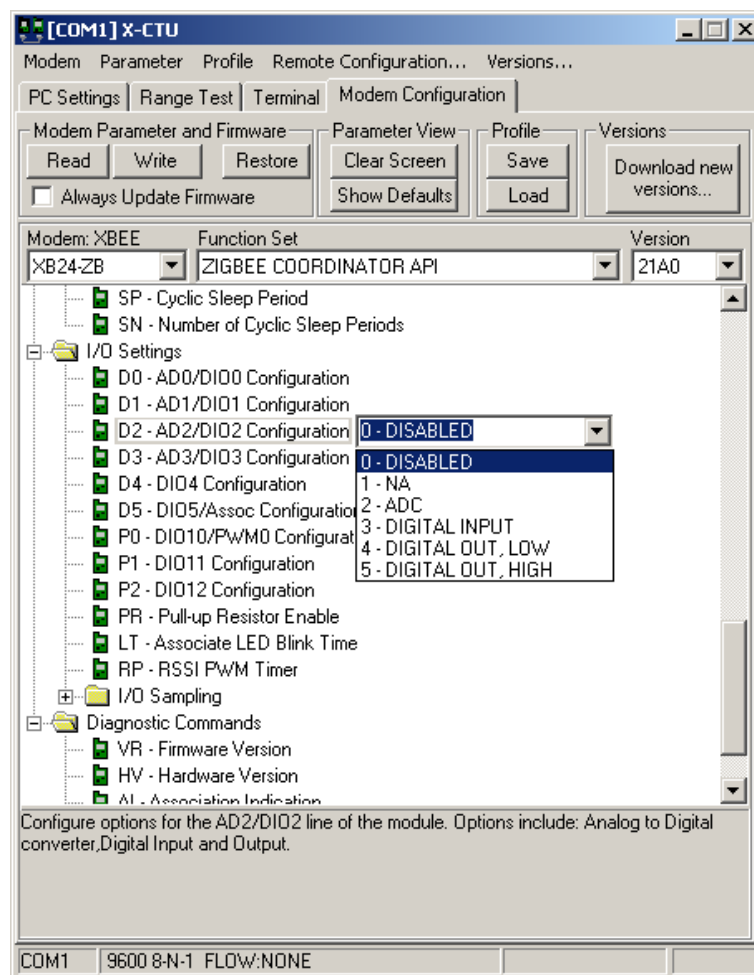 [COM1] X-CTU
Modem Parameter Profile Remote Configuration... Versions...
PC Settings Range Test Terminal Modem Configuration
Modem Parameter and Firmware Parameter View Profile Versions
Read Write Restore Clear Screen Save Download new versions...
Always Update Firmware Show Defaults Load
Modem: XBEE Function Set Version
XB24-ZB ZIGBEE COORDINATOR API 21A0
SP - Cyclic Sleep Period
SN - Number of Cyclic Sleep Periods
I/O Settings
D0 - AD0/DIO0 Configuration
D1 - AD1/DIO1 Configuration
D2 - AD2/DIO2 Configuration 0 - DISABLED
D3 - AD3/DIO3 Configuration 0 - DISABLED
1 - NA
D4 - DIO4 Configuration 2 - ADC
D5 - DIO5/Assoc Configuration 3 - DIGITAL INPUT
P0 - DIO10/PWM0 Configurat 4 - DIGITAL OUT, LOW
P1 - DIO11 Configuration 5 - DIGITAL OUT, HIGH
P2 - DIO12 Configuration
PR - Pull-up Resistor Enable
LT - Associate LED Blink Time
RP - RSSI PWM Timer
I/O Sampling
Diagnostic Commands
VR - Firmware Version
HV - Hardware Version
AI - Association Indication
Configure options for the AD2/DIO2 line of the module. Options include: Analog to Digital
converter,Digital Input and Output.
COM1 9600 8-N-1 FLOW:NONE